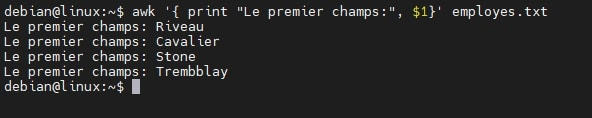 debian@linux:~$ awk '{ print "Le premier champs:", $1}' employes.txt
Le premier champs: Riveau
Le premier champs: Cavalier
Le premier champs: Stone
Le premier champs: Trembblay
debian@linux:~$